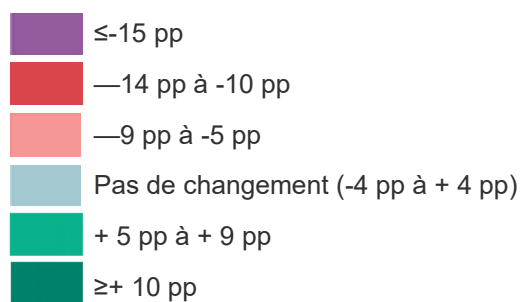 ≤-15 pp
—14 pp à -10 pp
—9 pp à -5 pp
Pas de changement (-4 pp à + 4 pp)
+ 5 pp à + 9 pp
≥+ 10 pp